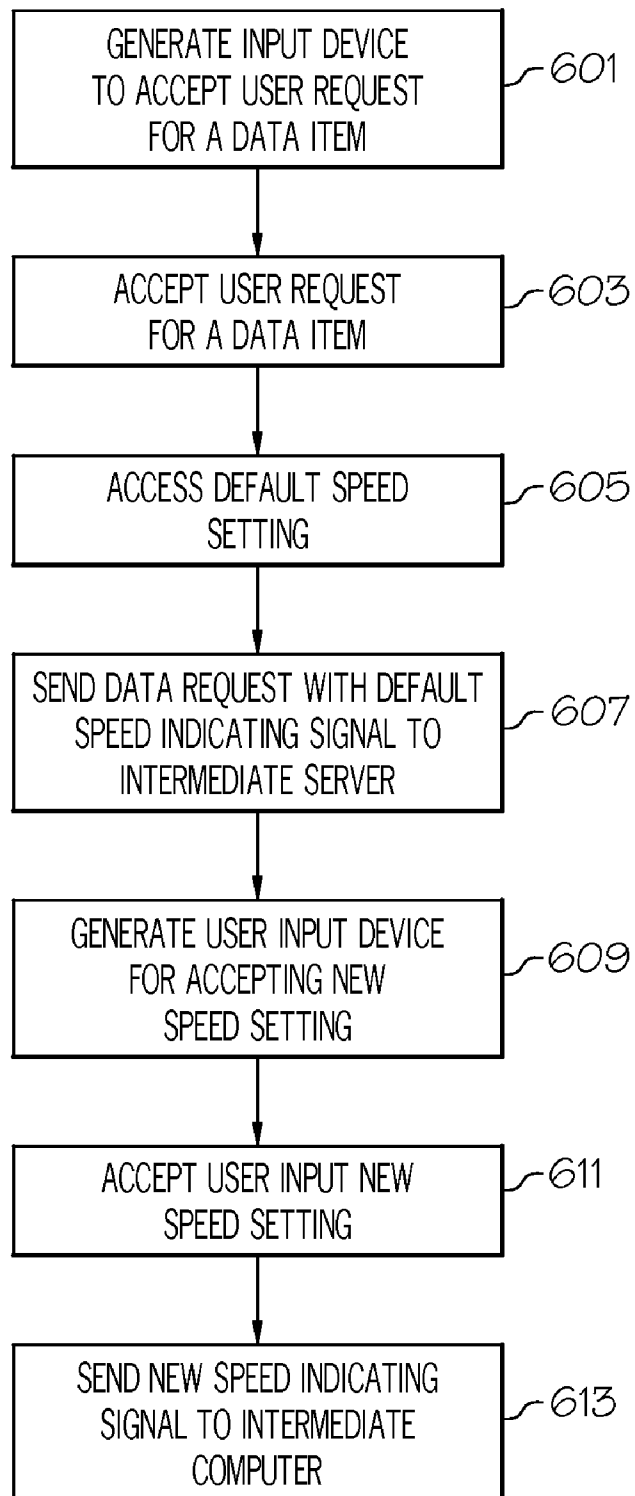 GENERATE INPUT DEVICE
TO ACCEPT USER REQUEST
FOR A DATA ITEM
601
ACCEPT USER REQUEST
FOR A DATA ITEM
603
ACCESS DEFAULT SPEED
SETTING
605
SEND DATA REQUEST WITH DEFAULT
SPEED INDICATING SIGNAL TO
INTERMEDIATE SERVER
607
GENERATE USER INPUT DEVICE
FOR ACCEPTING NEW
SPEED SETTING
609
ACCEPT USER INPUT NEW
SPEED SETTING
611
SEND NEW SPEED INDICATING
SIGNAL TO INTERMEDIATE
COMPUTER
613